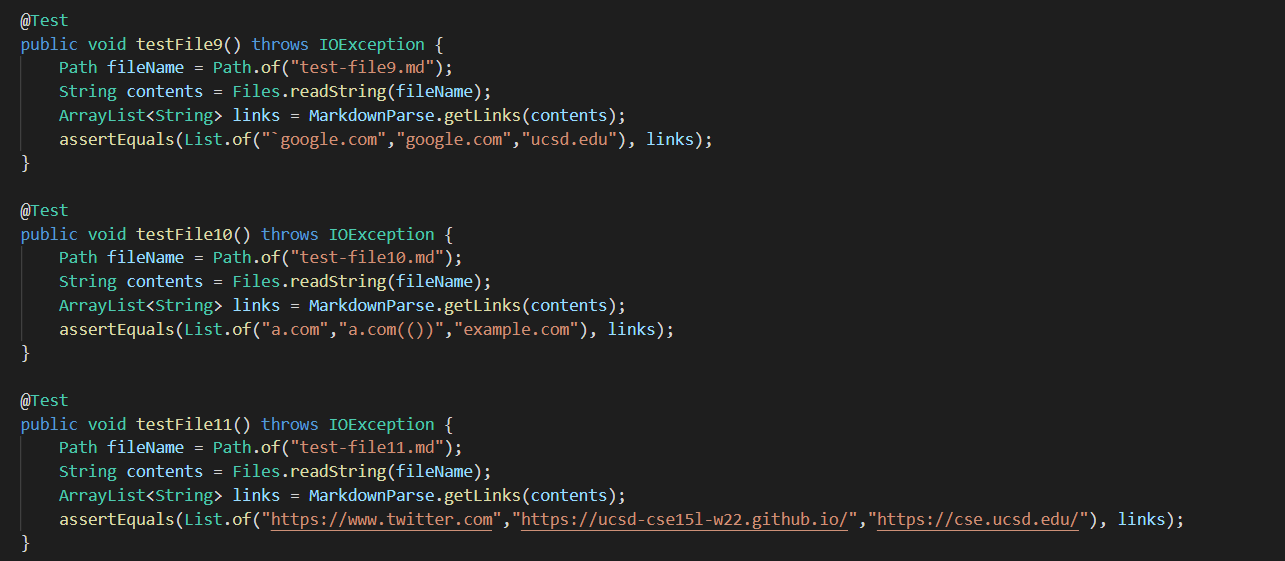 @Test
public void testFile9() throws IOException {
    Path fileName = Path.of("test-file9.md");
    String contents = Files.readString(fileName);
    ArrayList<String> links = MarkdownParse.getLinks(contents);
    assertEquals(List.of("`google.com","google.com","ucsd.edu"), links);
}

@Test
public void testFile10() throws IOException {
    Path fileName = Path.of("test-file10.md");
    String contents = Files.readString(fileName);
    ArrayList<String> links = MarkdownParse.getLinks(contents);
    assertEquals(List.of("a.com","a.com(())","example.com"), links);
}

@Test
public void testFile11() throws IOException {
    Path fileName = Path.of("test-file11.md");
    String contents = Files.readString(fileName);
    ArrayList<String> links = MarkdownParse.getLinks(contents);
    assertEquals(List.of("https://www.twitter.com","https://ucsd-cse15l-w22.github.io/","https://cse.ucsd.edu/"), links);
}